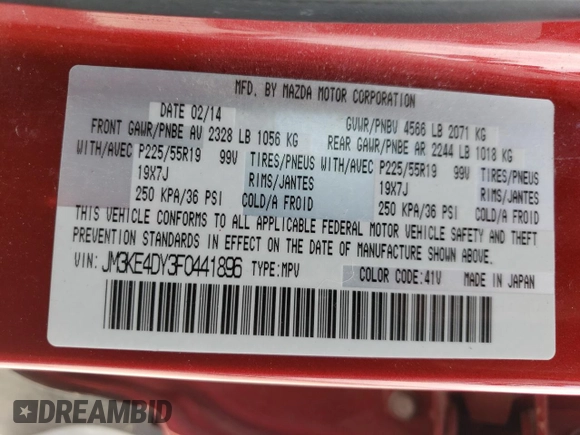 MFD. BY MAZDA MOTOR CORPORATION
DATE 02/14 GVWR/PNBV 4566 LB 2071 KG
FRONT GAWR/PNBE AV 2328 LB 1056 KG REAR GAWR/PNBE AR 2244 LB 1018 KG
WITH/AVEC P225/55R19 99V TIRES/PNEUS WITH/AVEC P225/55R19 99V TIRES/PNEUS
19X7J RIMS/JANTES 19X7J RIMS/JANTES
250 KPA/36 PSI COLD/A FROID 250 KPA/36 PSI COLD/A FROID
THIS VEHICLE CONFORMS TO ALL APPLICABLE FEDERAL MOTOR VEHICLE SAFETY AND THEFT
PREVENTION STANDARDS IN EFFECT ON THE DATE OF MANUFACTURE SHOWN ABOVE.
VIN: JM3KE4DY3F0441896 TYPE:MPV COLOR CODE:41V MADE IN JAPAN
DREAMBID